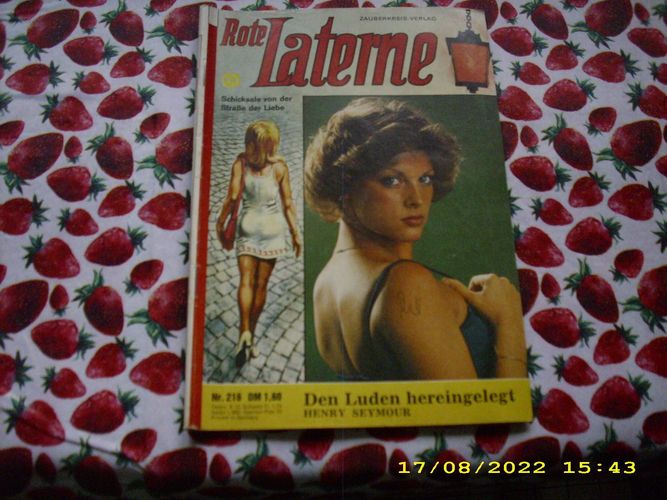 ZAUBERKREIS-VERLAG
Rote
Laterne
Schicksale von der
Straße der Liebe
Nr. 216 DM 1,60
Den Luden hereingelegt
HENRY SEYMOUR
17/08/2022 15:43